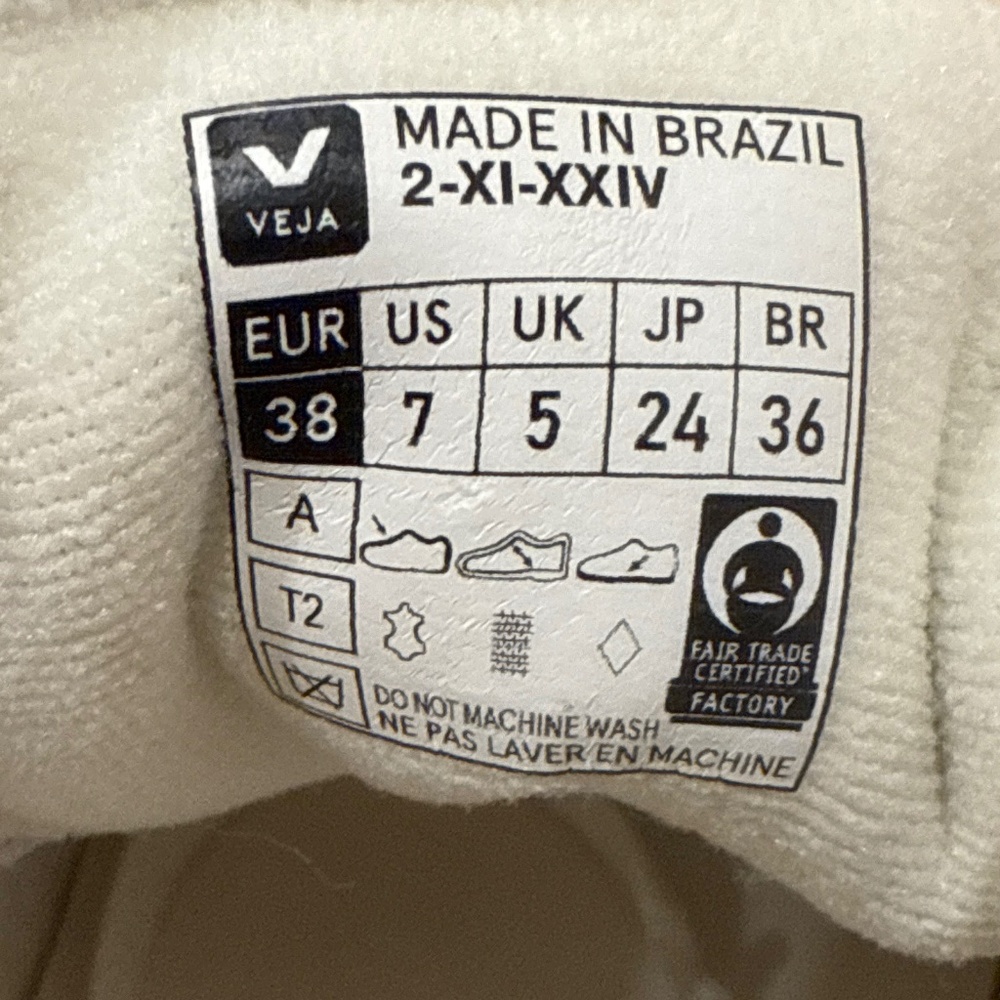 VEJA
MADE IN BRAZIL
2-XI-XXIV
EUR US UK JP BR
38 7 5 24 36
A
T2
FAIR TRADE
CERTIFIED™
FACTORY
DO NOT MACHINE WASH
NE PAS LAVER EN MACHINE